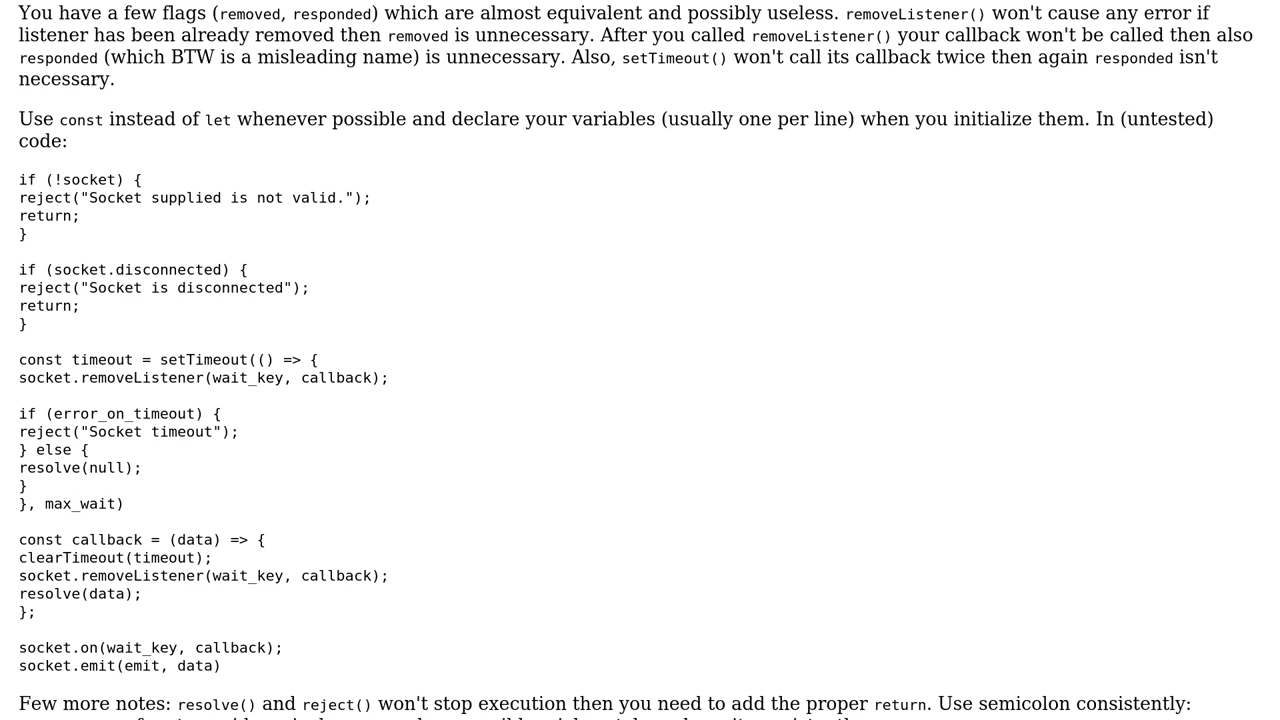 You have a few flags (removed, responded) which are almost equivalent and possibly useless. removeListener() won't cause any error if
listener has been already removed then removed is unnecessary. After you called removeListener() your callback won't be called then also
responded (which BTW is a misleading name) is unnecessary. Also, setTimeout() won't call its callback twice then again responded isn't
necessary.
Use const instead of let whenever possible and declare your variables (usually one per line) when you initialize them. In (untested)
code:
if (!socket) {
reject("Socket supplied is not valid.");
return;
}
if (socket.disconnected) {
reject("Socket is disconnected");
return;
}
const timeout = setTimeout(() => {
socket.removeListener(wait_key, callback);
if (error_on_timeout) {
reject("Socket timeout");
} else {
resolve(null);
}
}, max_wait)
const callback = (data) => {
clearTimeout(timeout);
socket.removeListener(wait_key, callback);
resolve(data);
};
socket.on(wait_key, callback);
socket.emit(emit, data)
Few more notes: resolve() and reject() won't stop execution then you need to add the proper return. Use semicolon consistently: